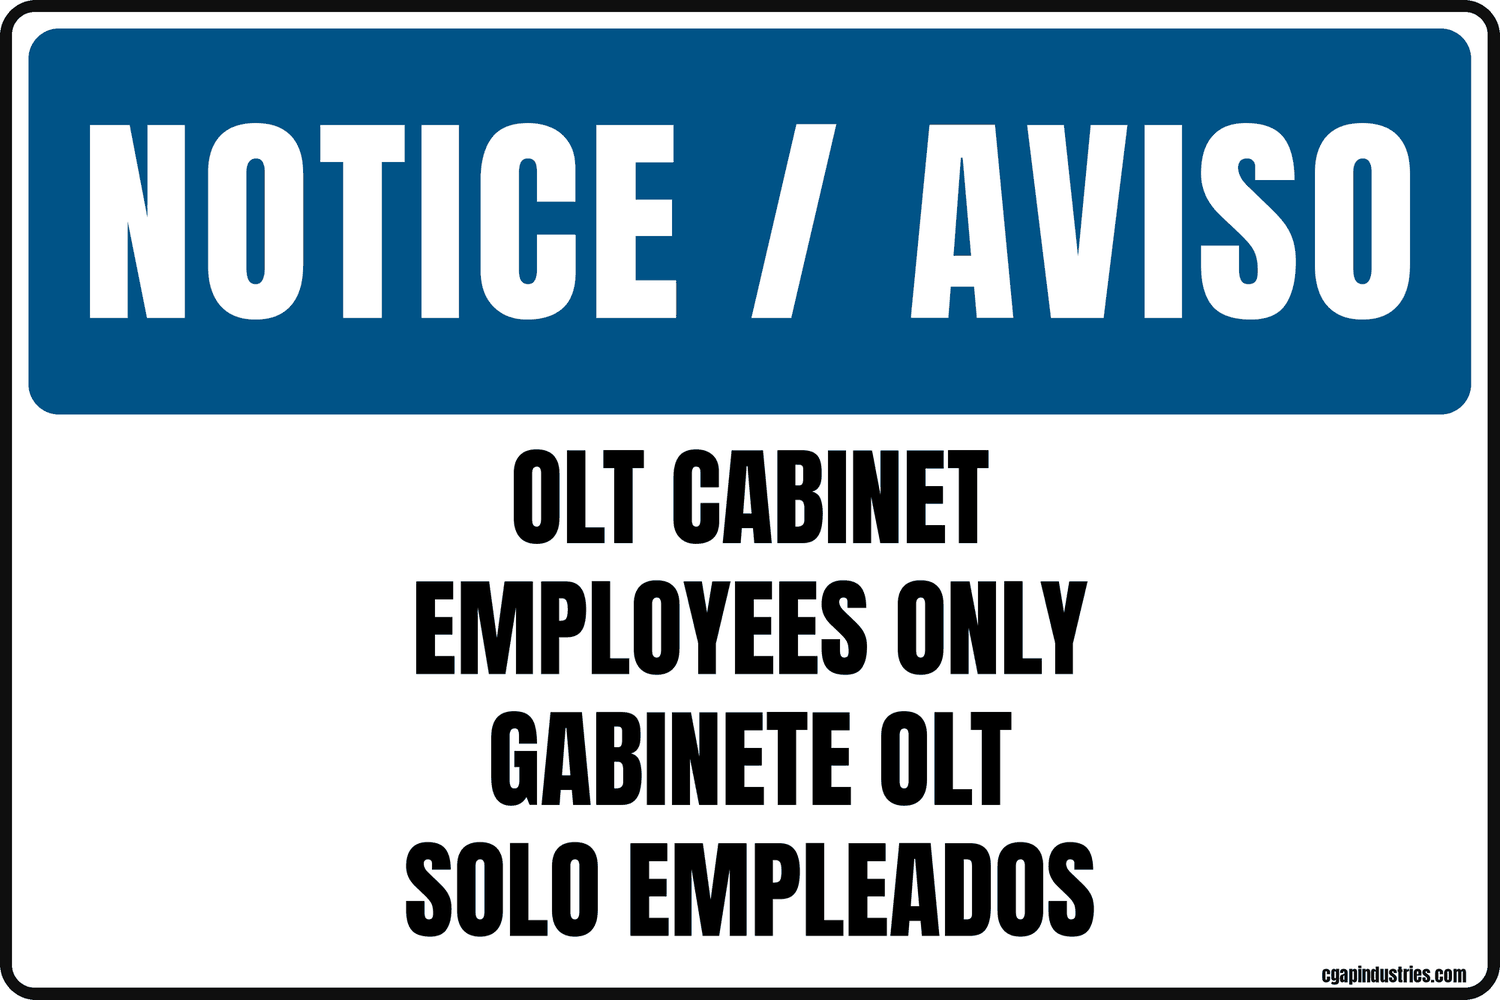 NOTICE / AVISO
OLT CABINET
EMPLOYEES ONLY
GABINETE OLT
SOLO EMPLEADOS
cgapindustries.com